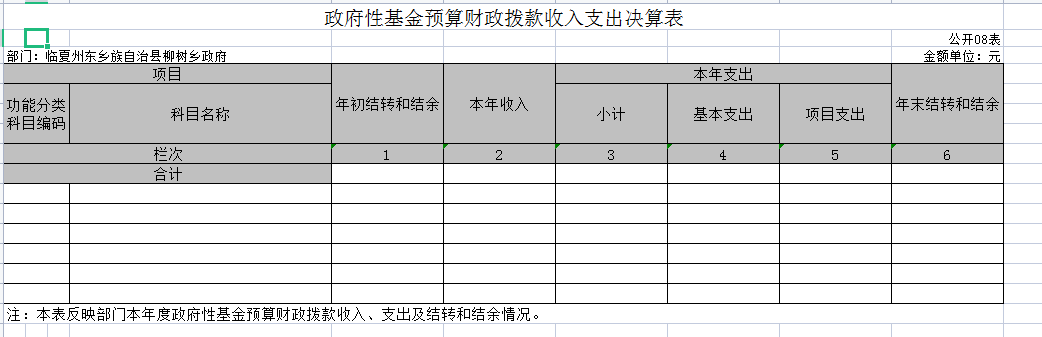 政府性基金预算财政拨款收入支出决算表
公开08表
部门：临夏州东乡族自治县柳树乡政府 金额单位：元
项目 年初结转和结余 本年收入 本年支出 年末结转和结余
功能分类
科目编码 科目名称 小计 基本支出 项目支出
栏次 1 2 3 4 5 6
合计
注：本表反映部门本年度政府性基金预算财政拨款收入、支出及结转和结余情况。